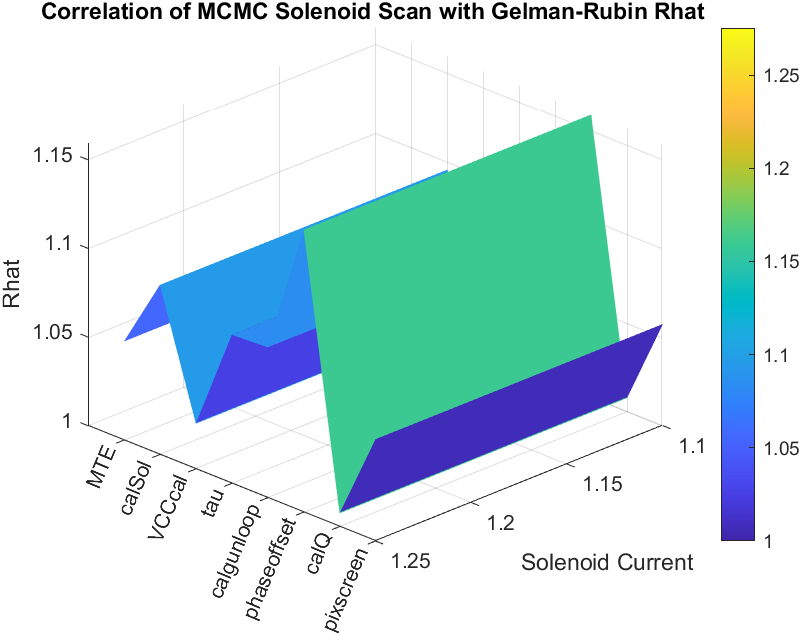 Correlation of MCMC Solenoid Scan with Gelman-Rubin Rhat
1.15
1.1
1.05
1
Rhat
MTE
calSol
VCCcal
tau
calgunloop
phaseoffset
calQ
pixscreen
1.25
1.2
1.15
1.1
Solenoid Current
1.25
1.2
1.15
1.1
1.05
1